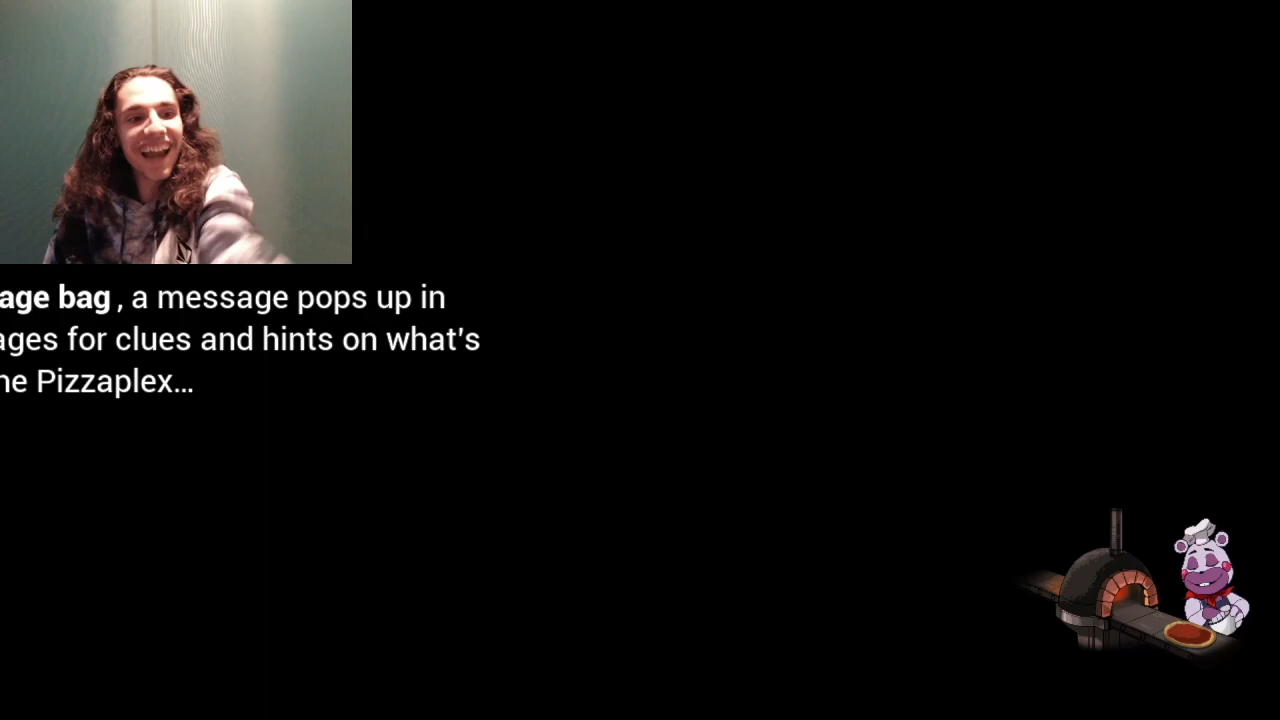 age bag, a message pops up in
ages for clues and hints on what's
he Pizzaplex...